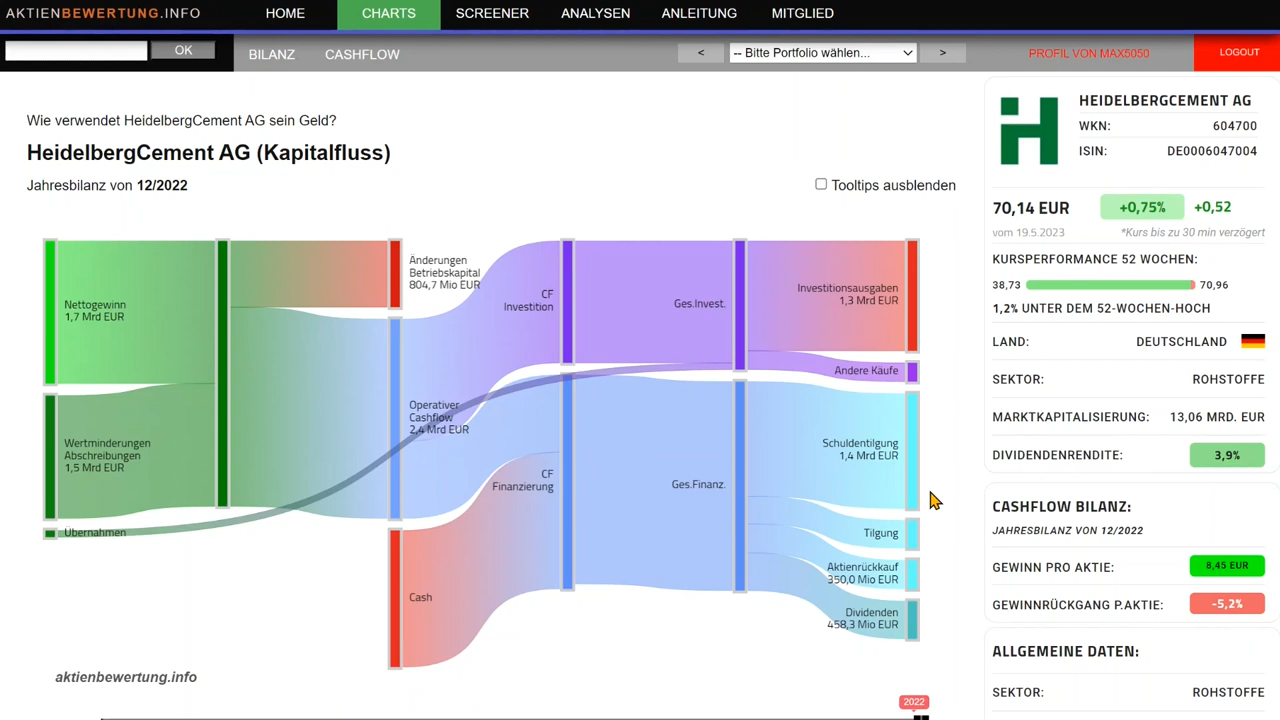 AKTIENBEWERTUNG.INFO
HOME
CHARTS
SCREENER
ANALYSEN
ANLEITUNG
MITGLIED
OK
BILANZ
CASHFLOW
<
-- Bitte Portfolio wählen...
>
PROFIL VON MAX5050
LOGOUT
Wie verwendet HeidelbergCement AG sein Geld?
HeidelbergCement AG (Kapitalfluss)
Jahresbilanz von 12/2022
Tooltips ausblenden
Nettogewinn
1,7 Mrd EUR
Wertminderungen
Abschreibungen
1,5 Mrd EUR
Übernahmen
Änderungen
Betriebskapital
804,7 Mio EUR
Operativer
Cashflow
2,4 Mrd EUR
Cash
CF
Investition
CF
Finanzierung
Ges.Invest.
Ges.Finanz.
Investitionsausgaben
1,3 Mrd EUR
Andere Käufe
Schuldentilgung
1,4 Mrd EUR
Tilgung
Aktienrückkauf
350,0 Mio EUR
Dividenden
458,3 Mio EUR
aktienbewertung.info
2022
HEIDELBERGCEMENT AG
WKN: 604700
ISIN: DE0006047004
70,14 EUR +0,75% +0,52
vom 19.5.2023 *Kurs bis zu 30 min verzögert
KURSPERFORMANCE 52 WOCHEN:
38,73 70,96
1,2% UNTER DEM 52-WOCHEN-HOCH
LAND: DEUTSCHLAND
SEKTOR: ROHSTOFFE
MARKTKAPITALISIERUNG: 13,06 MRD. EUR
DIVIDENDENRENDITE: 3,9%
CASHFLOW BILANZ:
JAHRESBILANZ VON 12/2022
GEWINN PRO AKTIE: 8,45 EUR
GEWINNRÜCKGANG P.AKTIE: -5,2%
ALLGEMEINE DATEN:
SEKTOR: ROHSTOFFE